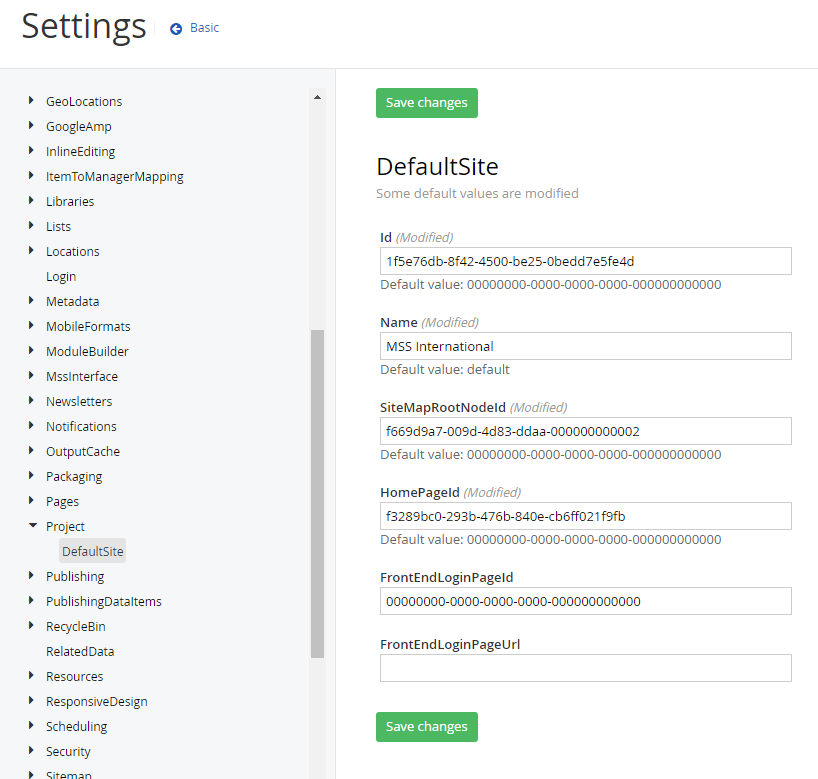 Settings
Basic
GeoLocations
GoogleAmp
InlineEditing
ItemToManagerMapping
Libraries
Lists
Locations
Login
Metadata
MobileFormats
ModuleBuilder
MssInterface
Newsletters
Notifications
OutputCache
Packaging
Pages
Project
DefaultSite
Publishing
PublishingDataItems
RecycleBin
RelatedData
Resources
ResponsiveDesign
Scheduling
Security
Sitemap
Save changes
DefaultSite
Some default values are modified
Id (Modified)
1f5e76db-8f42-4500-be25-0bedd7e5fe4d
Default value: 00000000-0000-0000-0000-000000000000
Name (Modified)
MSS International
Default value: default
SiteMapRootNodeId (Modified)
f669d9a7-009d-4d83-ddaa-000000000002
Default value: 00000000-0000-0000-0000-000000000000
HomePageId (Modified)
f3289bc0-293b-476b-840e-cb6ff021f9fb
Default value: 00000000-0000-0000-0000-000000000000
FrontEndLoginPageId
00000000-0000-0000-0000-000000000000
FrontEndLoginPageUrl
Save changes